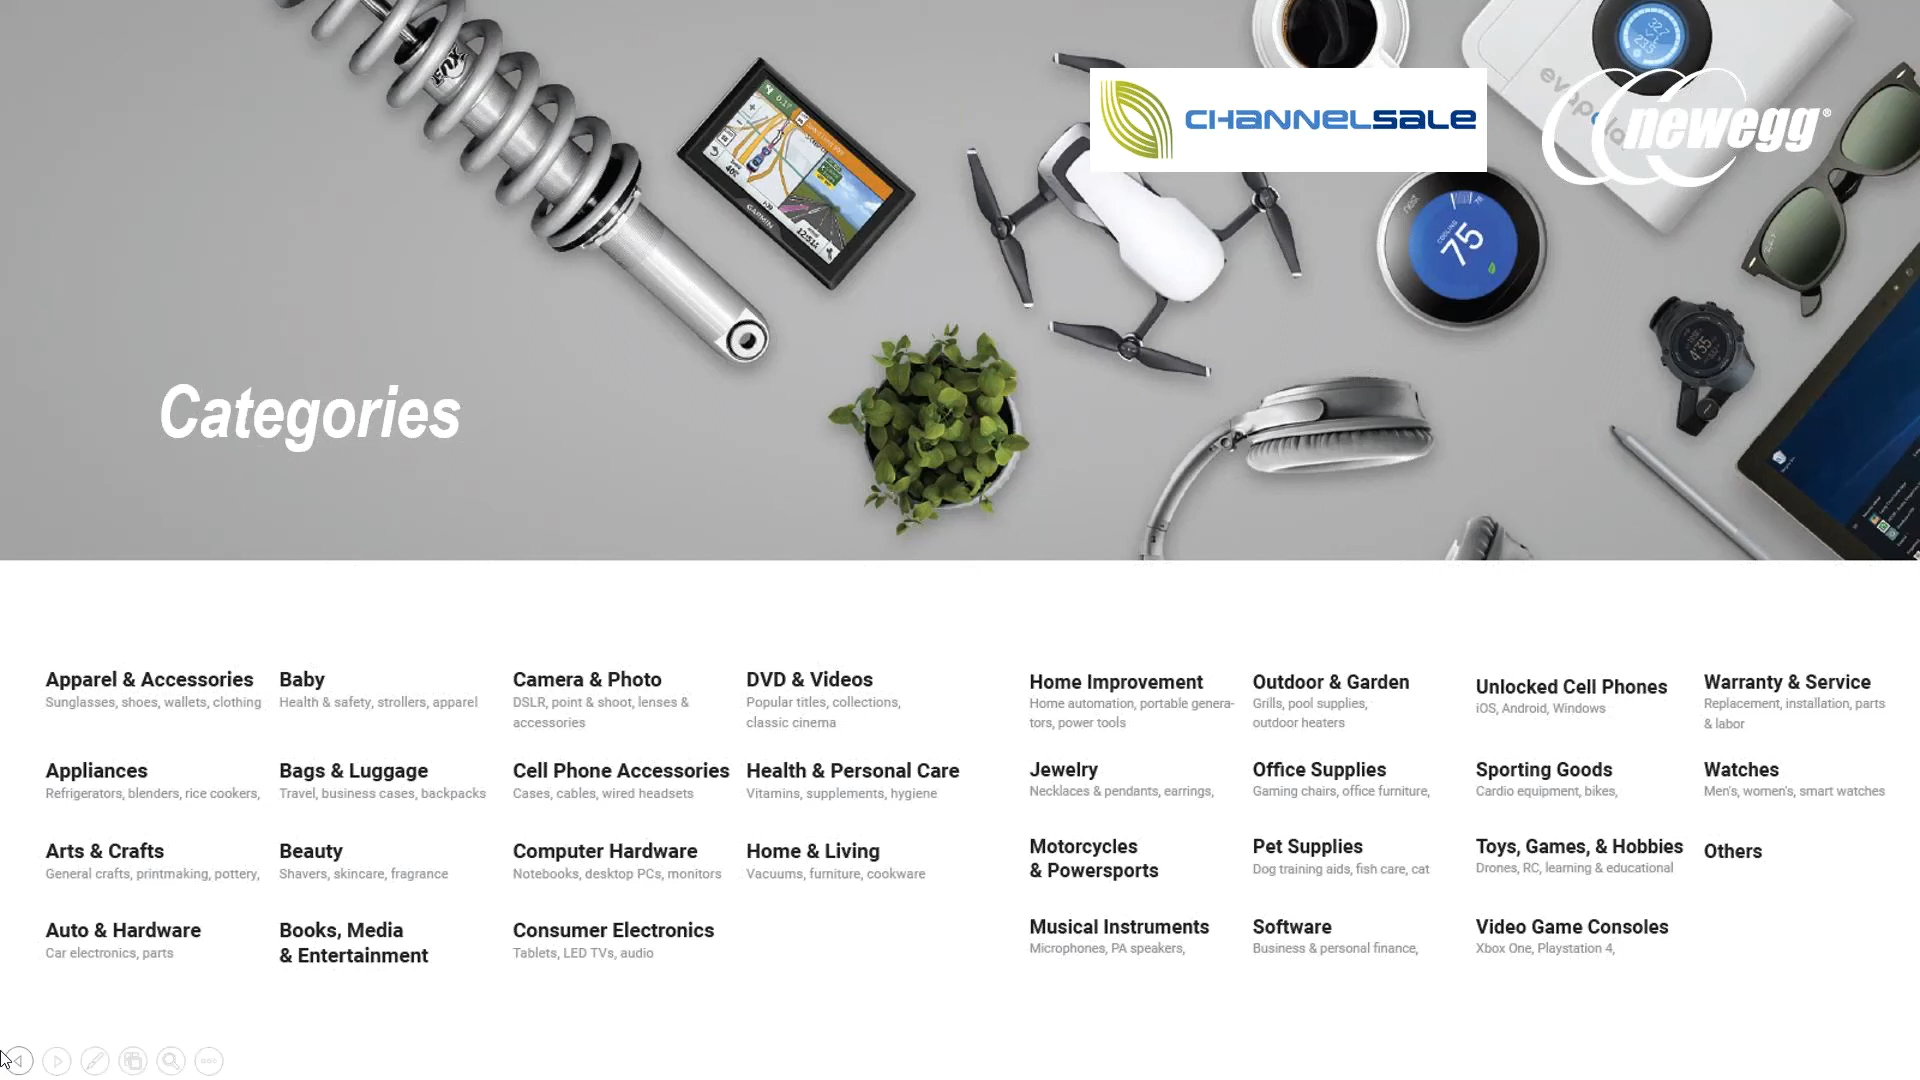 FOX
GARMIN
evapola
CHANNELSALE
newegg®
nest
COOLING
75
4:35
Categories
Apparel & Accessories
Sunglasses, shoes, wallets, clothing
Appliances
Refrigerators, blenders, rice cookers,
Arts & Crafts
General crafts, printmaking, pottery,
Auto & Hardware
Car electronics, parts
Baby
Health & safety, strollers, apparel
Bags & Luggage
Travel, business cases, backpacks
Beauty
Shavers, skincare, fragrance
Books, Media
& Entertainment
Camera & Photo
DSLR, point & shoot, lenses &
accessories
Cell Phone Accessories
Cases, cables, wired headsets
Computer Hardware
Notebooks, desktop PCs, monitors
Consumer Electronics
Tablets, LED TVs, audio
DVD & Videos
Popular titles, collections,
classic cinema
Health & Personal Care
Vitamins, supplements, hygiene
Home & Living
Vacuums, furniture, cookware
Home Improvement
Home automation, portable genera-
tors, power tools
Jewelry
Necklaces & pendants, earrings,
Motorcycles
& Powersports
Musical Instruments
Microphones, PA speakers,
Outdoor & Garden
Grills, pool supplies,
outdoor heaters
Office Supplies
Gaming chairs, office furniture,
Pet Supplies
Dog training aids, fish care, cat
Software
Business & personal finance,
Unlocked Cell Phones
iOS, Android, Windows
Sporting Goods
Cardio equipment, bikes,
Toys, Games, & Hobbies
Drones, RC, learning & educational
Video Game Consoles
Xbox One, Playstation 4,
Warranty & Service
Replacement, installation, parts
& labor
Watches
Men's, women's, smart watches
Others